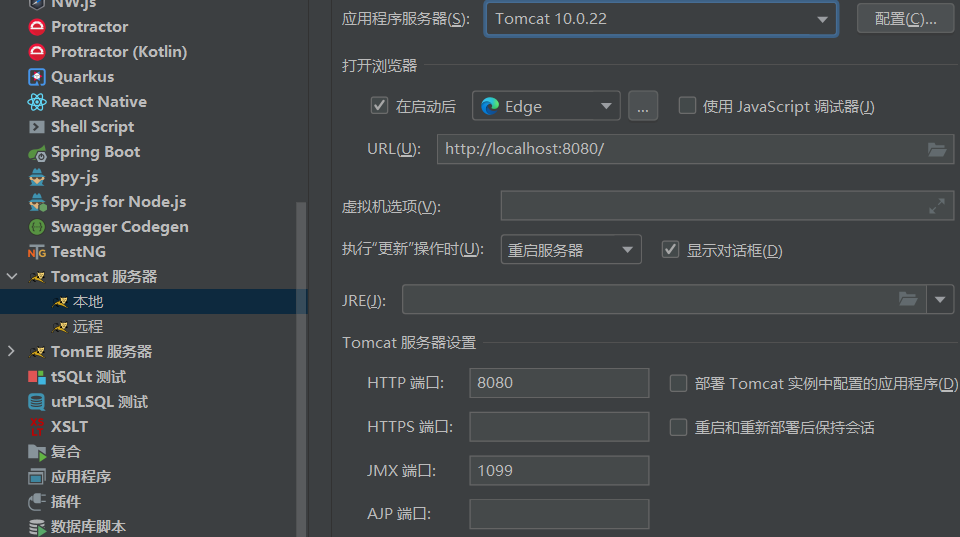 NW.js
Protractor
Protractor (Kotlin)
Quarkus
React Native
Shell Script
Spring Boot
Spy-js
Spy-js for Node.js
Swagger Codegen
TestNG
Tomcat 服务器
本地
远程
TomEE 服务器
tSQLt 测试
utPLSQL 测试
XSLT
复合
应用程序
插件
数据库脚本
应用程序服务器(S): Tomcat 10.0.22 配置(C)...
打开浏览器
在启动后 Edge ... 使用 JavaScript 调试器(J)
URL(U): http://localhost:8080/
虚拟机选项(V):
执行“更新”操作时(U): 重启服务器 显示对话框(D)
JRE(J):
Tomcat 服务器设置
HTTP 端口: 8080 部署 Tomcat 实例中配置的应用程序(D)
HTTPS 端口: 重启和重新部署后保持会话
JMX 端口: 1099
AJP 端口: